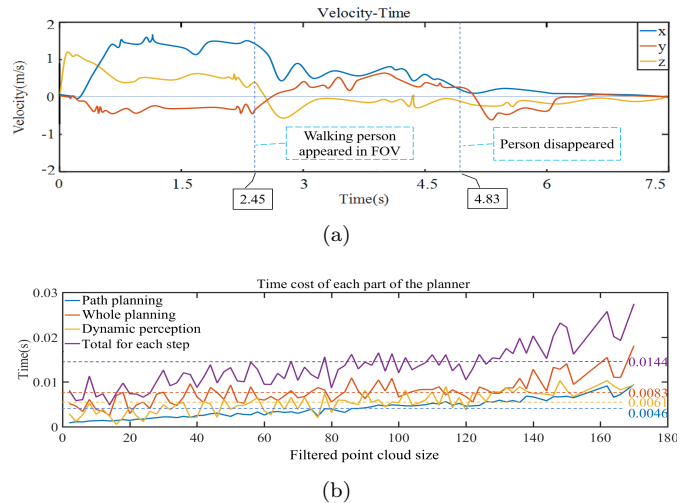 Velocity-Time
2
1
0
-1
-2
Velocity(m/s)
x
y
z
Walking person
appeared in FOV
Person disappeared
0
1.5
3
4.5
6
7.5
2.45
4.83
Time(s)
(a)
Time cost of each part of the planner
0.03
0.02
0.01
0
Time(s)
Path planning
Whole planning
Dynamic perception
Total for each step
0.0144
0.0083
0.0061
0.0046
0
20
40
60
80
100
120
140
160
180
Filtered point cloud size
(b)